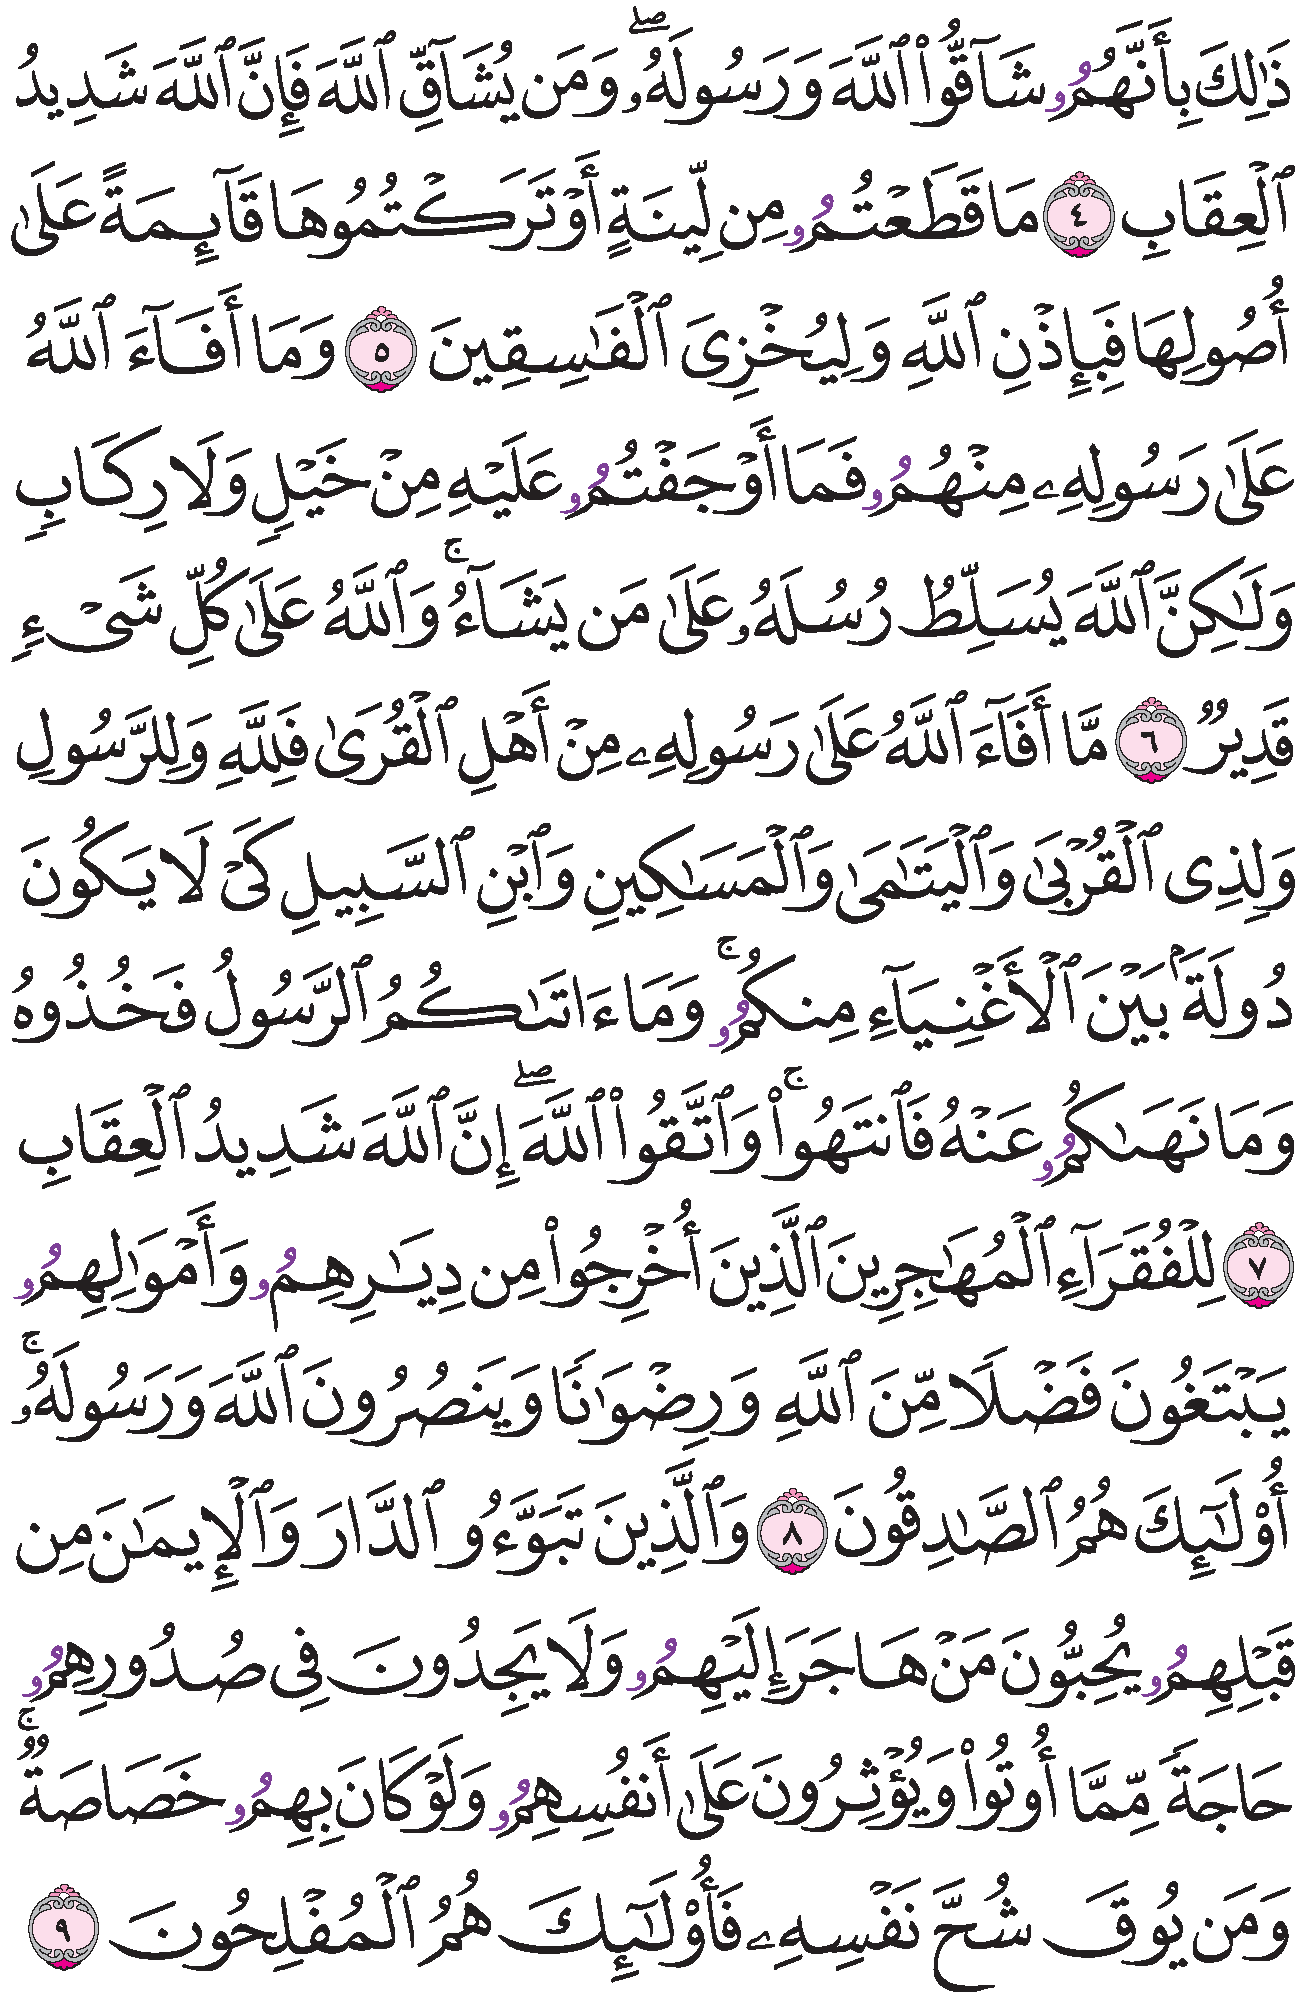 ذَٰلِكَ بِأَنَّهُمُۥ شَآقُّوا۟ ٱللَّهَ وَرَسُولَهُۥ ۖ وَمَن يُشَآقِّ ٱللَّهَ فَإِنَّ ٱللَّهَ شَدِيدُ
ٱلْعِقَابِ ٤ مَا قَطَعْتُمُۥ مِن لِّينَةٍ أَوْ تَرَكْتُمُوهَا قَآئِمَةً عَلَىٰ
أُصُولِهَا فَبِإِذْنِ ٱللَّهِ وَلِيُخْزِىَ ٱلْفَٰسِقِينَ ٥ وَمَا أَفَآءَ ٱللَّهُ
عَلَىٰ رَسُولِهِۦ مِنْهُمُۥ فَمَا أَوْجَفْتُمُۥ عَلَيْهِ مِنْ خَيْلٍ وَلَا رِكَابٍ
وَلَٰكِنَّ ٱللَّهَ يُسَلِّطُ رُسُلَهُۥ عَلَىٰ مَن يَشَآءُ ۚ وَٱللَّهُ عَلَىٰ كُلِّ شَىْءٍ
قَدِيرٌ ٦ مَّا أَفَآءَ ٱللَّهُ عَلَىٰ رَسُولِهِۦ مِنْ أَهْلِ ٱلْقُرَىٰ فَلِلَّهِ وَلِلرَّسُولِ
وَلِذِى ٱلْقُرْبَىٰ وَٱلْيَتَٰمَىٰ وَٱلْمَسَٰكِينِ وَٱبْنِ ٱلسَّبِيلِ كَىْ لَا يَكُونَ
دُولَةَۢ بَيْنَ ٱلْأَغْنِيَآءِ مِنكُمُۥ ۚ وَمَا ءَاتَىٰكُمُ ٱلرَّسُولُ فَخُذُوهُ
وَمَا نَهَىٰكُمُۥ عَنْهُ فَٱنتَهُوا۟ ۚ وَٱتَّقُوا۟ ٱللَّهَ ۖ إِنَّ ٱللَّهَ شَدِيدُ ٱلْعِقَابِ
٧ لِلْفُقَرَآءِ ٱلْمُهَٰجِرِينَ ٱلَّذِينَ أُخْرِجُوا۟ مِن دِيَٰرِهِمُۥ وَأَمْوَٰلِهِمُۥ
يَبْتَغُونَ فَضْلًا مِّنَ ٱللَّهِ وَرِضْوَٰنًا وَيَنصُرُونَ ٱللَّهَ وَرَسُولَهُۥ ۚ
أُو۟لَٰٓئِكَ هُمُ ٱلصَّٰدِقُونَ ٨ وَٱلَّذِينَ تَبَوَّءُو ٱلدَّارَ وَٱلْإِيمَٰنَ مِن
قَبْلِهِمُۥ يُحِبُّونَ مَنْ هَاجَرَ إِلَيْهِمُۥ وَلَا يَجِدُونَ فِى صُدُورِهِمُۥ
حَاجَةً مِّمَّا أُوتُوا۟ وَيُؤْثِرُونَ عَلَىٰ أَنفُسِهِمُۥ وَلَوْ كَانَ بِهِمُۥ خَصَاصَةٌ ۚ
وَمَن يُوقَ شُحَّ نَفْسِهِۦ فَأُو۟لَٰٓئِكَ هُمُ ٱلْمُفْلِحُونَ ٩